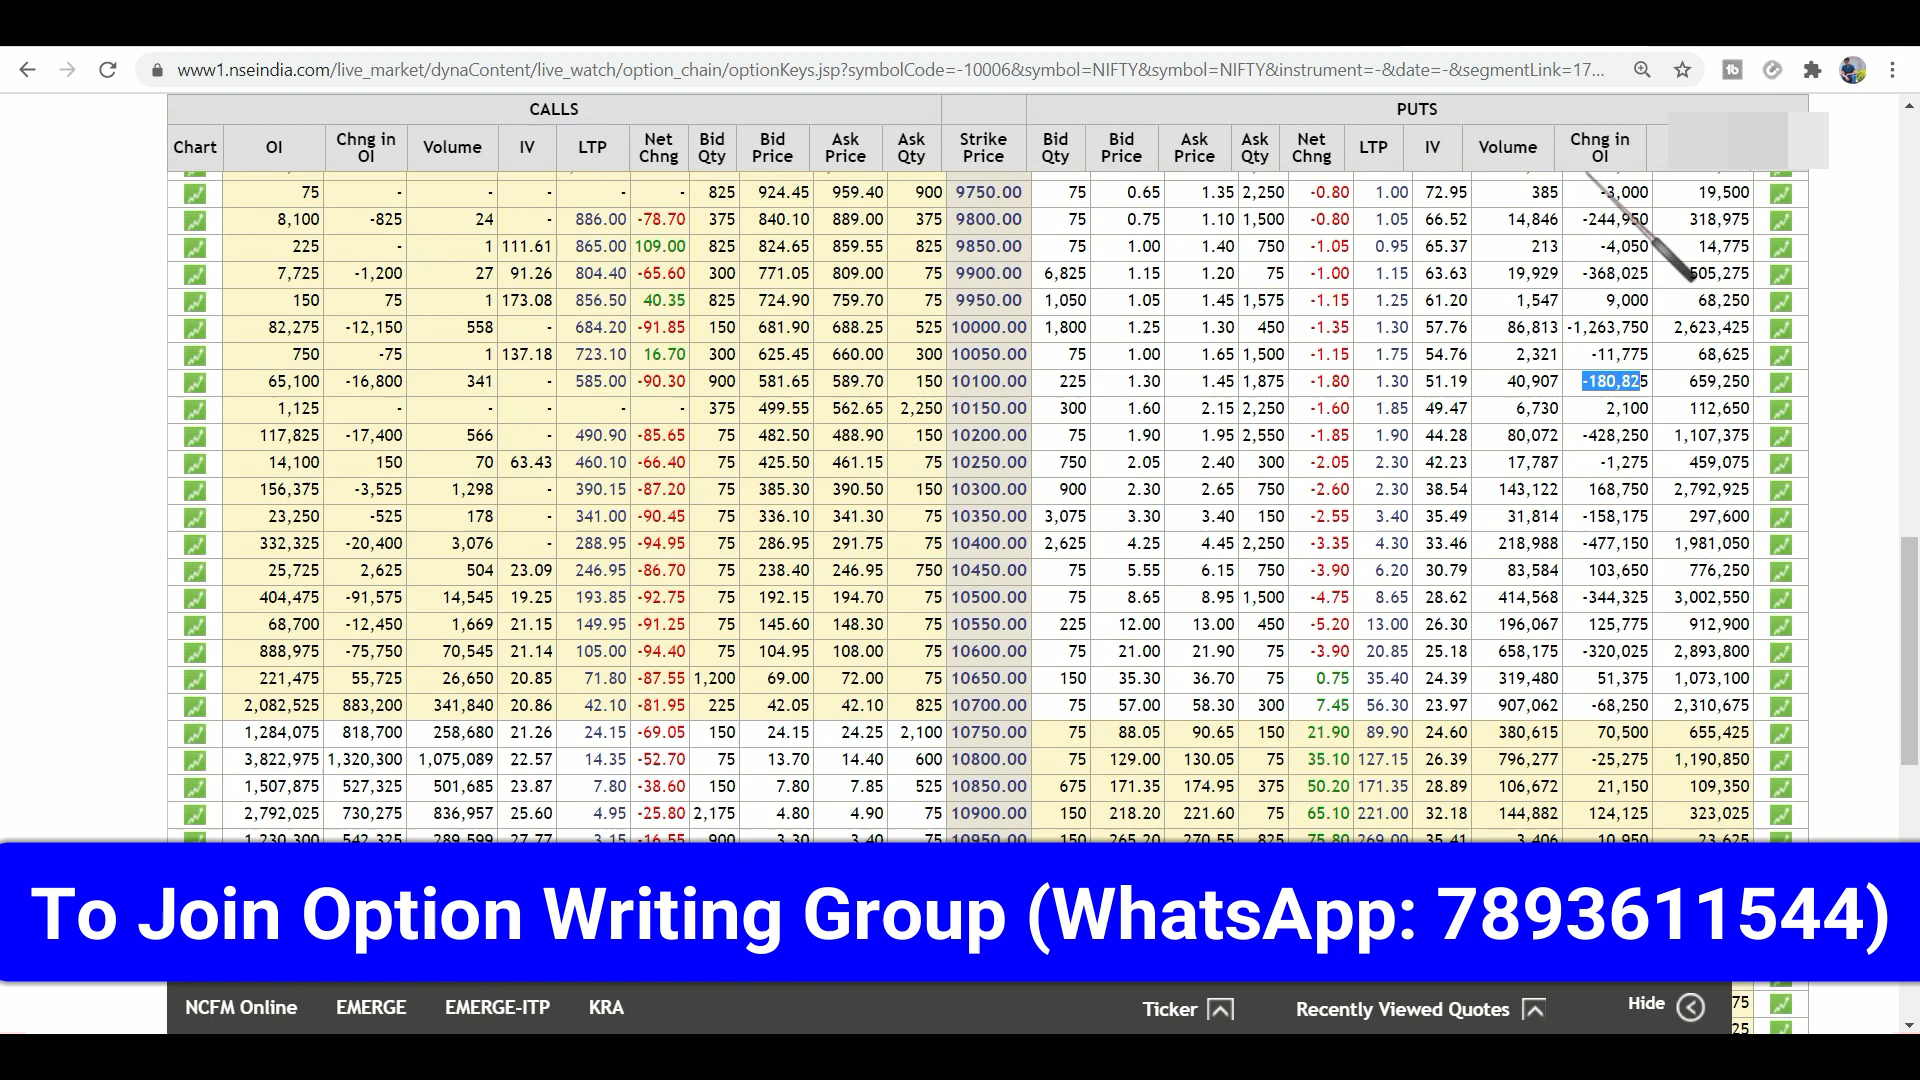 www1.nseindia.com/live_market/dynaContent/live_watch/option_chain/optionKeys.jsp?symbolCode=-10006&symbol=NIFTY&symbol=NIFTY&instrument=-&date=-&segmentLink=17...
CALLS PUTS
Chart OI Chng in OI Volume IV LTP Net Chng Bid Qty Bid Price Ask Price Ask Qty Strike Price Bid Qty Bid Price Ask Price Ask Qty Net Chng LTP IV Volume Chng in OI
75 - - - - - 825 924.45 959.40 900 9750.00 75 0.65 1.35 2,250 -0.80 1.00 72.95 385 -3,000 19,500
8,100 -825 24 - 886.00 -78.70 375 840.10 889.00 375 9800.00 75 0.75 1.10 1,500 -0.80 1.05 66.52 14,846 -244,950 318,975
225 - 1 111.61 865.00 109.00 825 824.65 859.55 825 9850.00 75 1.00 1.40 750 -1.05 0.95 65.37 213 -4,050 14,775
7,725 -1,200 27 91.26 804.40 -65.60 300 771.05 809.00 75 9900.00 6,825 1.15 1.20 75 -1.00 1.15 63.63 19,929 -368,025 505,275
150 75 1 173.08 856.50 40.35 825 724.90 759.70 75 9950.00 1,050 1.05 1.45 1,575 -1.15 1.25 61.20 1,547 9,000 68,250
82,275 -12,150 558 - 684.20 -91.85 150 681.90 688.25 525 10000.00 1,800 1.25 1.30 450 -1.35 1.30 57.76 86,813 -1,263,750 2,623,425
750 -75 1 137.18 723.10 16.70 300 625.45 660.00 300 10050.00 75 1.00 1.65 1,500 -1.15 1.75 54.76 2,321 -11,775 68,625
65,100 -16,800 341 - 585.00 -90.30 900 581.65 589.70 150 10100.00 225 1.30 1.45 1,875 -1.80 1.30 51.19 40,907 -180,825 659,250
1,125 - - - - - 375 499.55 562.65 2,250 10150.00 300 1.60 2.15 2,250 -1.60 1.85 49.47 6,730 2,100 112,650
117,825 -17,400 566 - 490.90 -85.65 75 482.50 488.90 150 10200.00 75 1.90 1.95 2,550 -1.85 1.90 44.28 80,072 -428,250 1,107,375
14,100 150 70 63.43 460.10 -66.40 75 425.50 461.15 75 10250.00 750 2.05 2.40 300 -2.05 2.30 42.23 17,787 -1,275 459,075
156,375 -3,525 1,298 - 390.15 -87.20 75 385.30 390.50 150 10300.00 900 2.30 2.65 750 -2.60 2.30 38.54 143,122 168,750 2,792,925
23,250 -525 178 - 341.00 -90.45 75 336.10 341.30 75 10350.00 3,075 3.30 3.40 150 -2.55 3.40 35.49 31,814 -158,175 297,600
332,325 -20,400 3,076 - 288.95 -94.95 75 286.95 291.75 75 10400.00 2,625 4.25 4.45 2,250 -3.35 4.30 33.46 218,988 -477,150 1,981,050
25,725 2,625 504 23.09 246.95 -86.70 75 238.40 246.95 750 10450.00 75 5.55 6.15 750 -3.90 6.20 30.79 83,584 103,650 776,250
404,475 -91,575 14,545 19.25 193.85 -92.75 75 192.15 194.70 75 10500.00 75 8.65 8.95 1,500 -4.75 8.65 28.62 414,568 -344,325 3,002,550
68,700 -12,450 1,669 21.15 149.95 -91.25 75 145.60 148.30 75 10550.00 225 12.00 13.00 450 -5.20 13.00 26.30 196,067 125,775 912,900
888,975 -75,750 70,545 21.14 105.00 -94.40 75 104.95 108.00 75 10600.00 75 21.00 21.90 75 -3.90 20.85 25.18 658,175 -320,025 2,893,800
221,475 55,725 26,650 20.85 71.80 -87.55 1,200 69.00 72.00 75 10650.00 150 35.30 36.70 75 0.75 35.40 24.39 319,480 51,375 1,073,100
2,082,525 883,200 341,840 20.86 42.10 -81.95 225 42.05 42.10 825 10700.00 75 57.00 58.30 300 7.45 56.30 23.97 907,062 -68,250 2,310,675
1,284,075 818,700 258,680 21.26 24.15 -69.05 150 24.15 24.25 2,100 10750.00 75 88.05 90.65 150 21.90 89.90 24.60 380,615 70,500 655,425
3,822,975 1,320,300 1,075,089 22.57 14.35 -52.70 75 13.70 14.40 600 10800.00 75 129.00 130.05 75 35.10 127.15 26.39 796,277 -25,275 1,190,850
1,507,875 527,325 501,685 23.87 7.80 -38.60 150 7.80 7.85 525 10850.00 675 171.35 174.95 375 50.20 171.35 28.89 106,672 21,150 109,350
2,792,025 730,275 836,957 25.60 4.95 -25.80 2,175 4.80 4.90 75 10900.00 150 218.20 221.60 75 65.10 221.00 32.18 144,882 124,125 323,025
1,230,300 542,325 289,599 27.77 3.15 -16.55 900 3.30 3.40 75 10950.00 150 265.20 270.55 825 75.80 269.00 35.41 3,406 10,950 23,625
To Join Option Writing Group (WhatsApp: 7893611544)
NCFM Online EMERGE EMERGE-ITP KRA Ticker Recently Viewed Quotes Hide 75
25